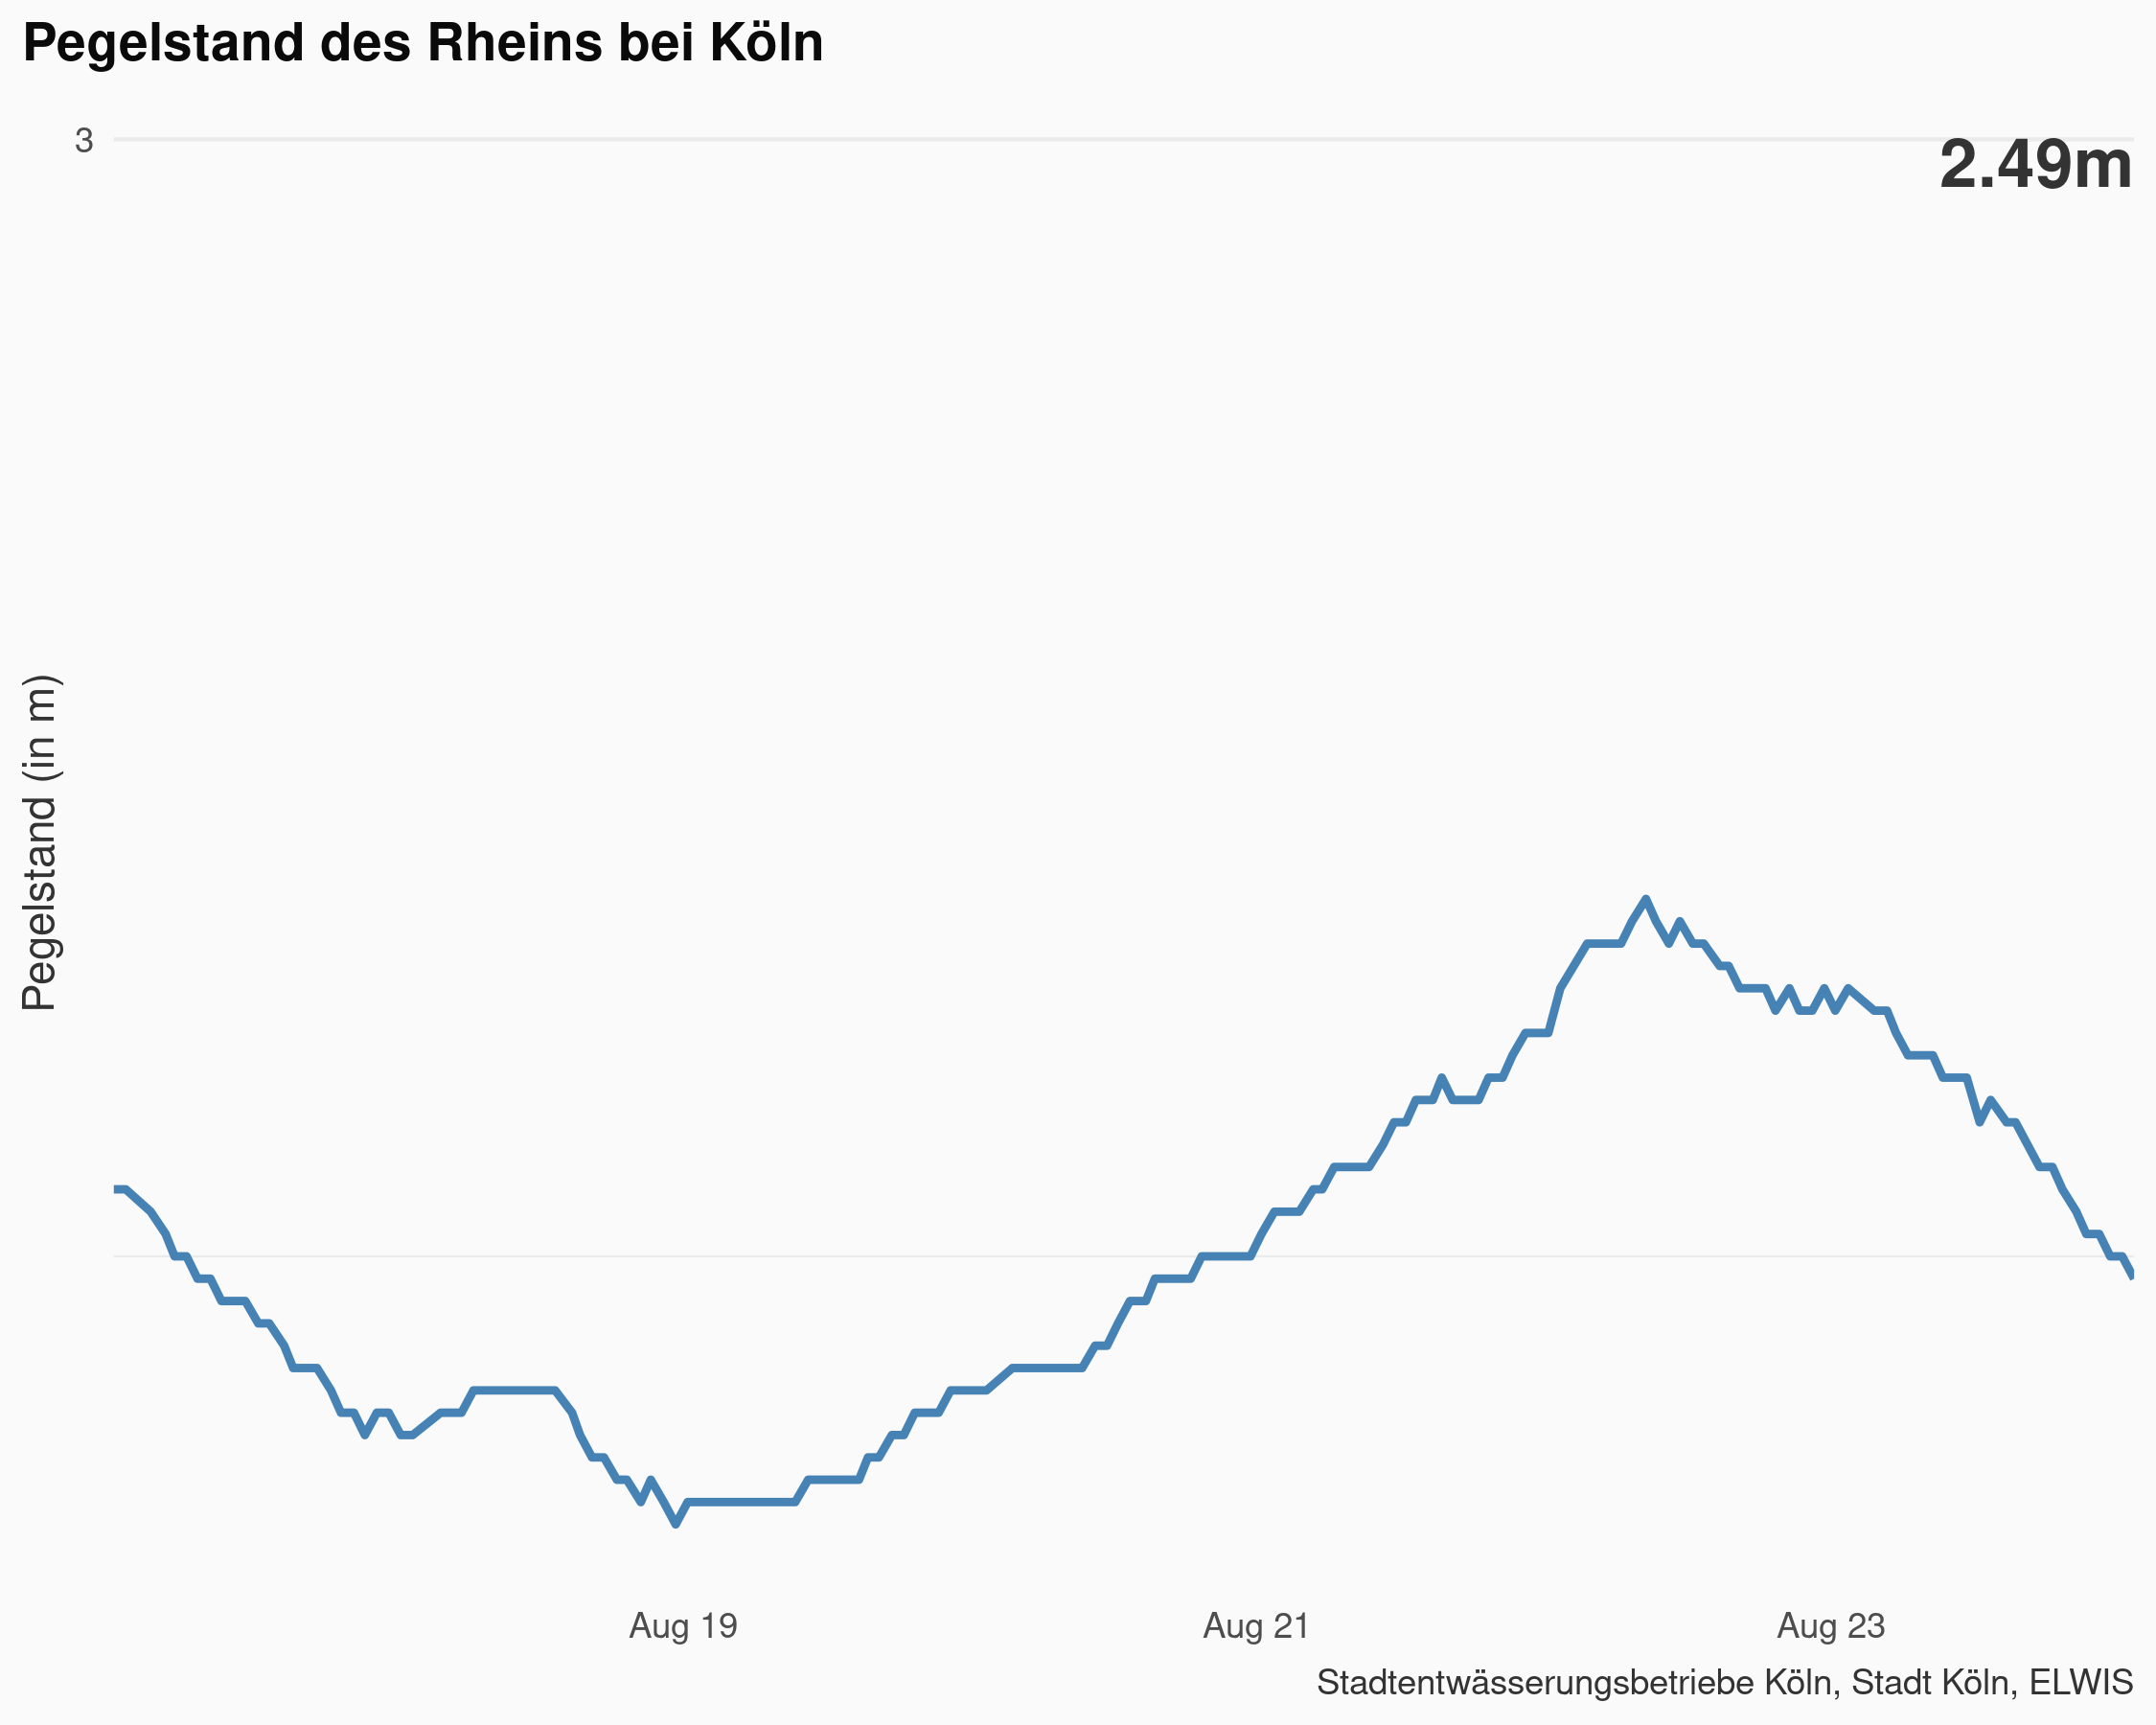 Pegelstand des Rheins bei Köln
3
2.49m
Pegelstand (in m)
Aug 19
Aug 21
Aug 23
Stadtentwässerungsbetriebe Köln, Stadt Köln, ELWIS